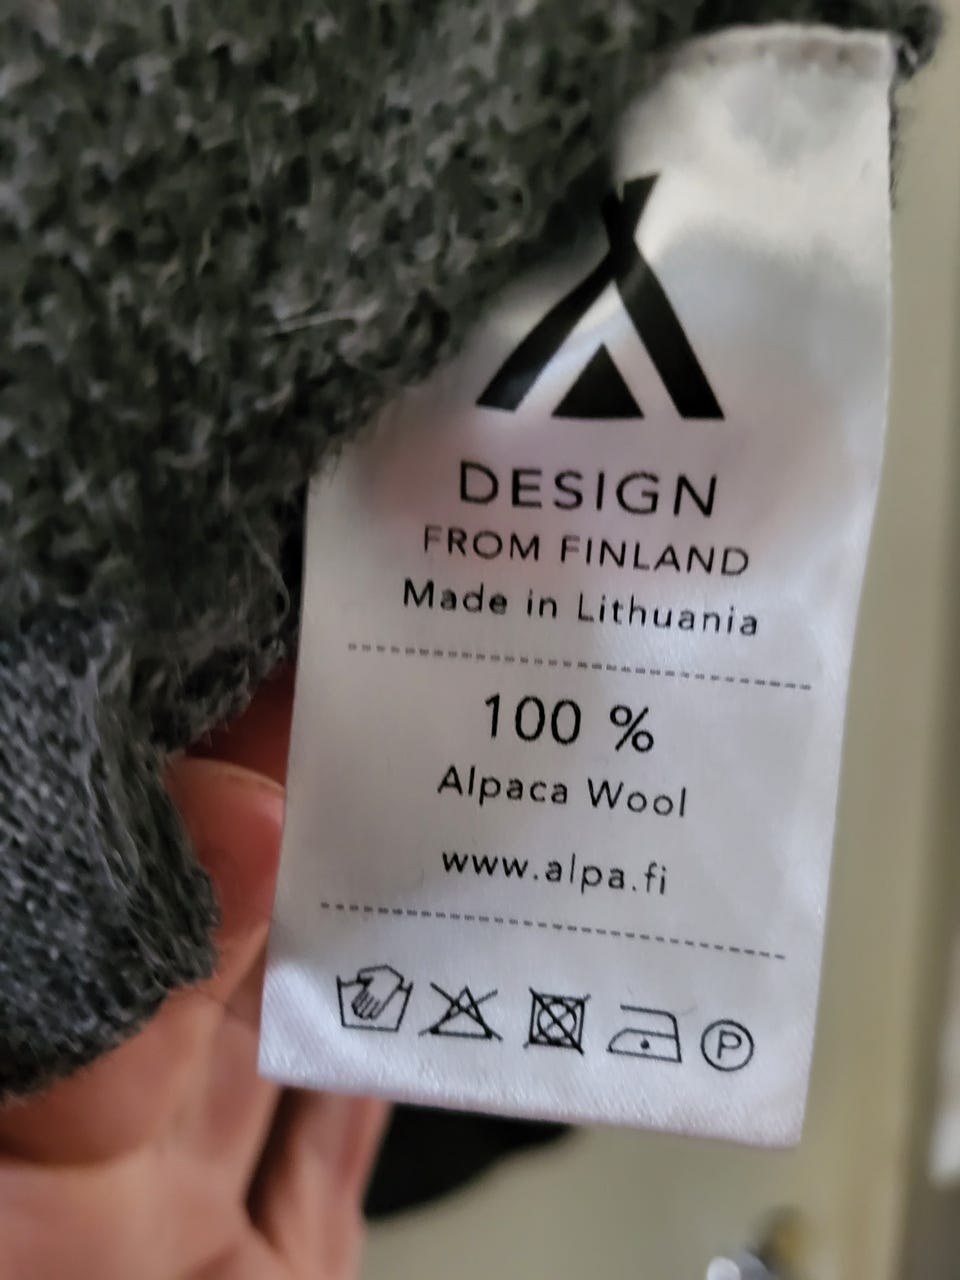 DESIGN
FROM FINLAND
Made in Lithuania
100 %
Alpaca Wool
www.alpa.fi
P